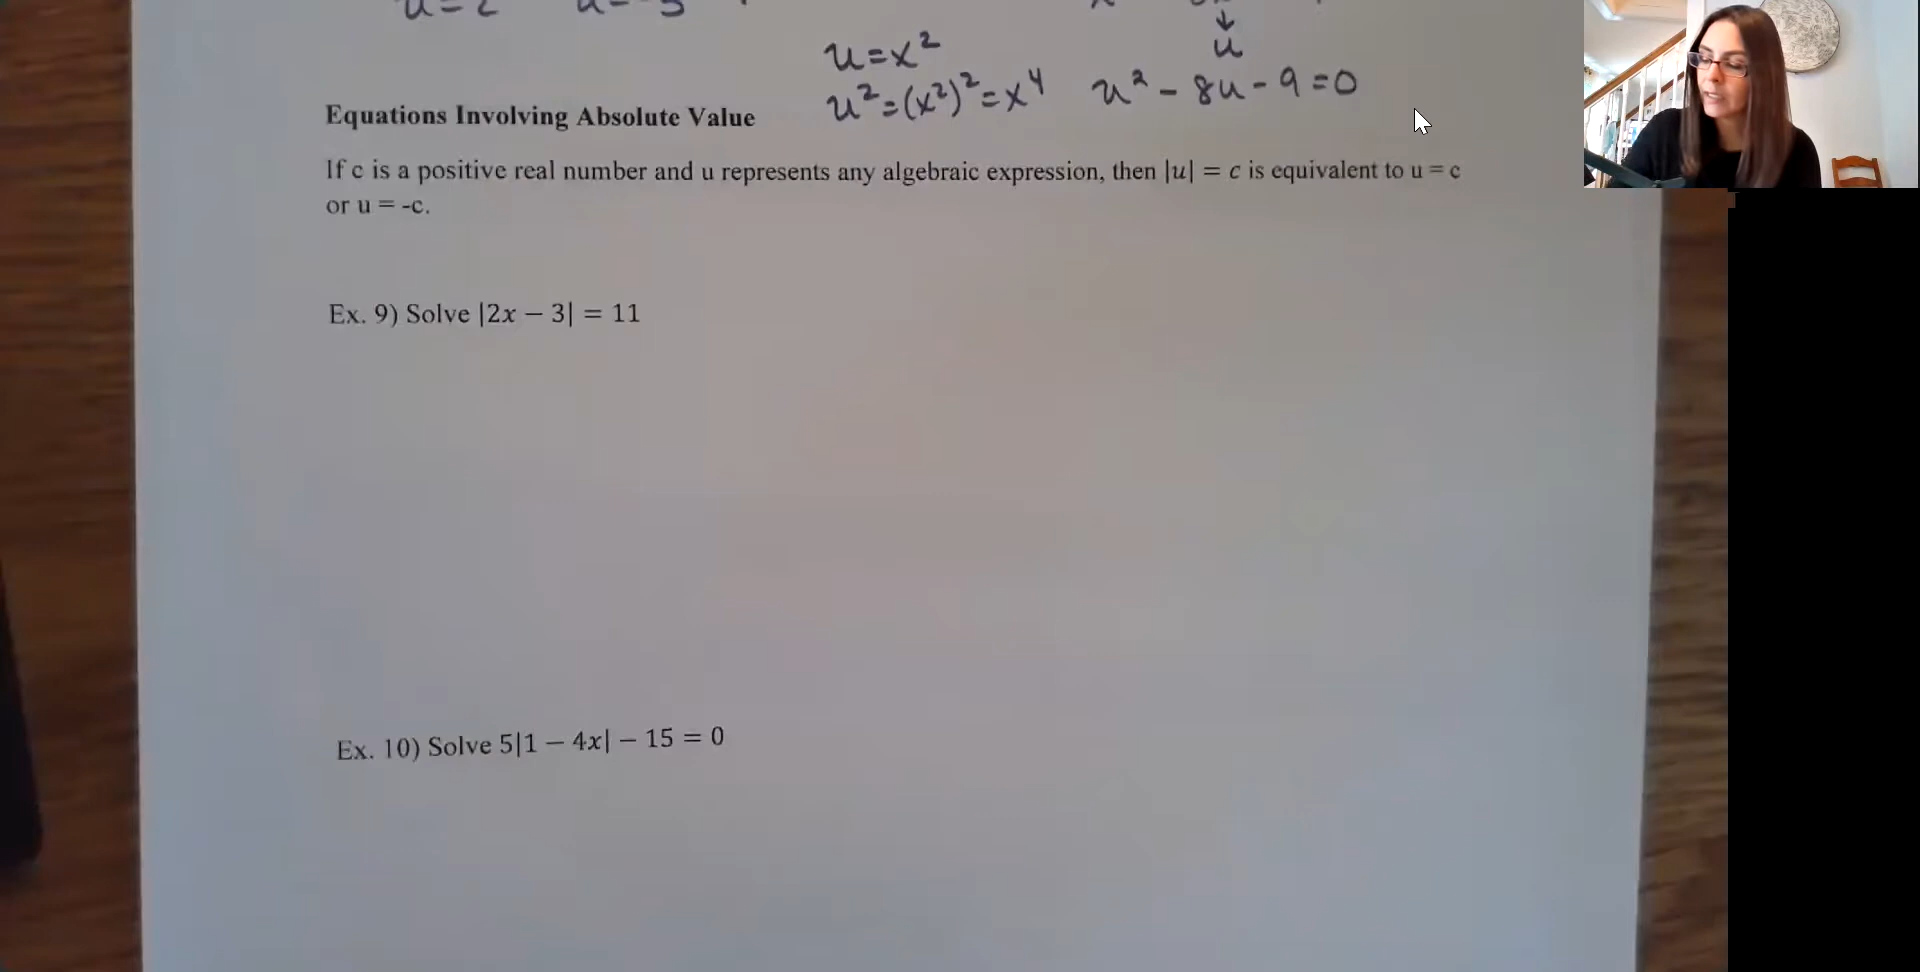 u = x²
u
u² = (x²)² = x⁴ u² - 8u - 9 = 0
Equations Involving Absolute Value
If c is a positive real number and u represents any algebraic expression, then |u| = c is equivalent to u = c
or u = -c.
Ex. 9) Solve |2x − 3| = 11
Ex. 10) Solve 5|1 − 4x| − 15 = 0